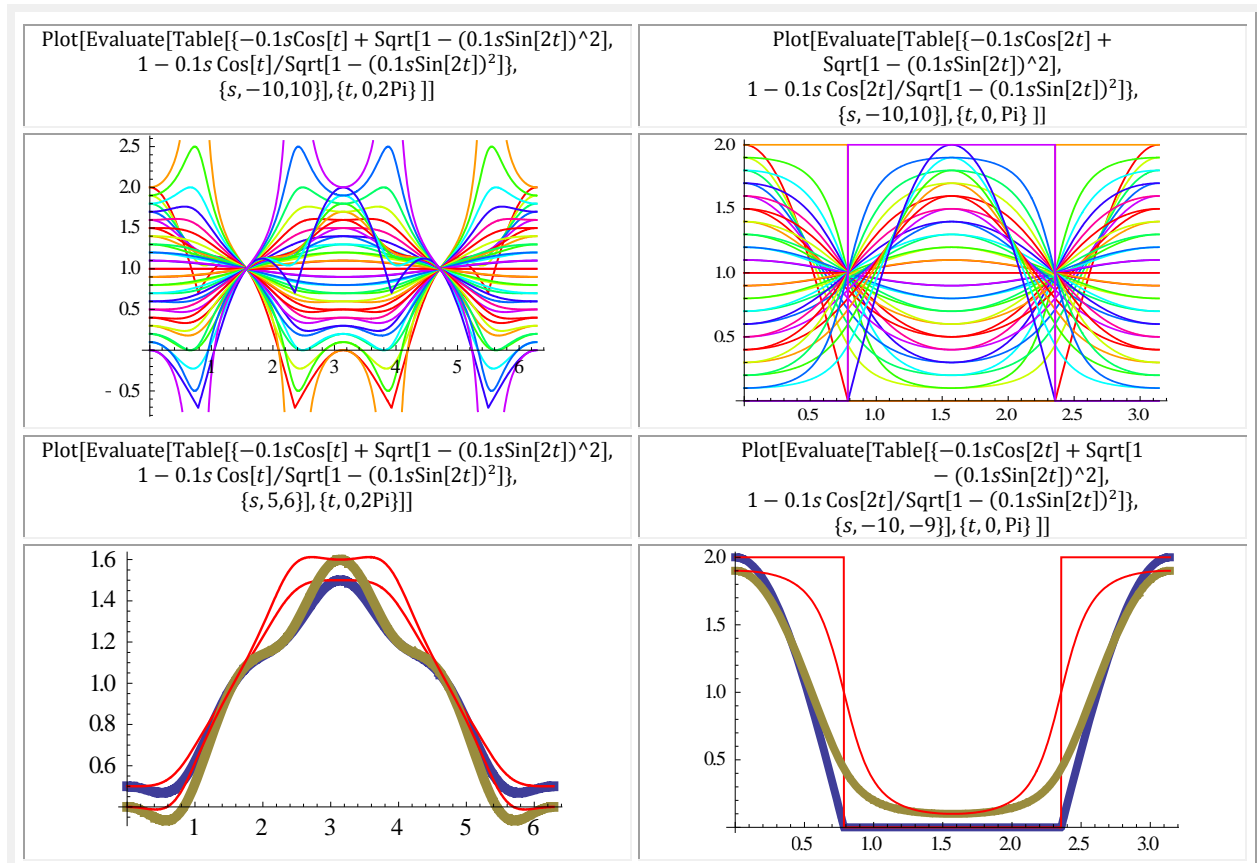 Plot[Evaluate[Table[{−0.1sCos[t] + Sqrt[1 − (0.1sSin[2t])^2],
1 − 0.1s Cos[t]/Sqrt[1 − (0.1sSin[2t])²]},
{s, −10,10}],{t, 0,2Pi} ]]
Plot[Evaluate[Table[{−0.1sCos[2t] +
Sqrt[1 − (0.1sSin[2t])^2],
1 − 0.1s Cos[2t]/Sqrt[1 − (0.1sSin[2t])²]},
{s, −10,10}],{t, 0, Pi} ]]
2.5
2.0
1.5
1.0
0.5
- 0.5
1 2 3 4 5 6
2.0
1.5
1.0
0.5
0.5 1.0 1.5 2.0 2.5 3.0
Plot[Evaluate[Table[{−0.1sCos[t] + Sqrt[1 − (0.1sSin[2t])^2],
1 − 0.1s Cos[t]/Sqrt[1 − (0.1sSin[2t])²]},
{s, 5,6}],{t, 0,2Pi}]]
Plot[Evaluate[Table[{−0.1sCos[2t] + Sqrt[1
− (0.1sSin[2t])^2],
1 − 0.1s Cos[2t]/Sqrt[1 − (0.1sSin[2t])²]},
{s, −10, −9}],{t, 0, Pi} ]]
1.6
1.4
1.2
1.0
0.8
0.6
1 2 3 4 5 6
2.0
1.5
1.0
0.5
0.5 1.0 1.5 2.0 2.5 3.0